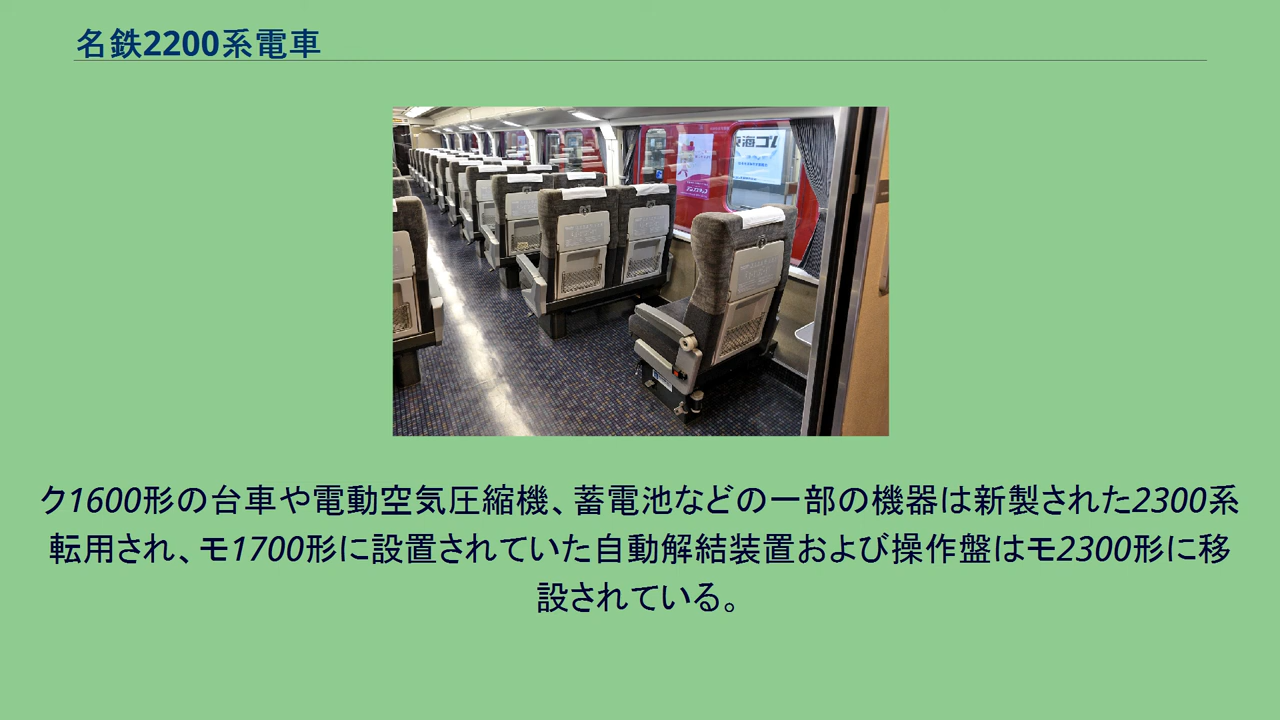 名鉄2200系電車
ク1600形の台車や電動空気圧縮機、蓄電池などの一部の機器は新製された2300系
転用され、モ1700形に設置されていた自動解結装置および操作盤はモ2300形に移
設されている。